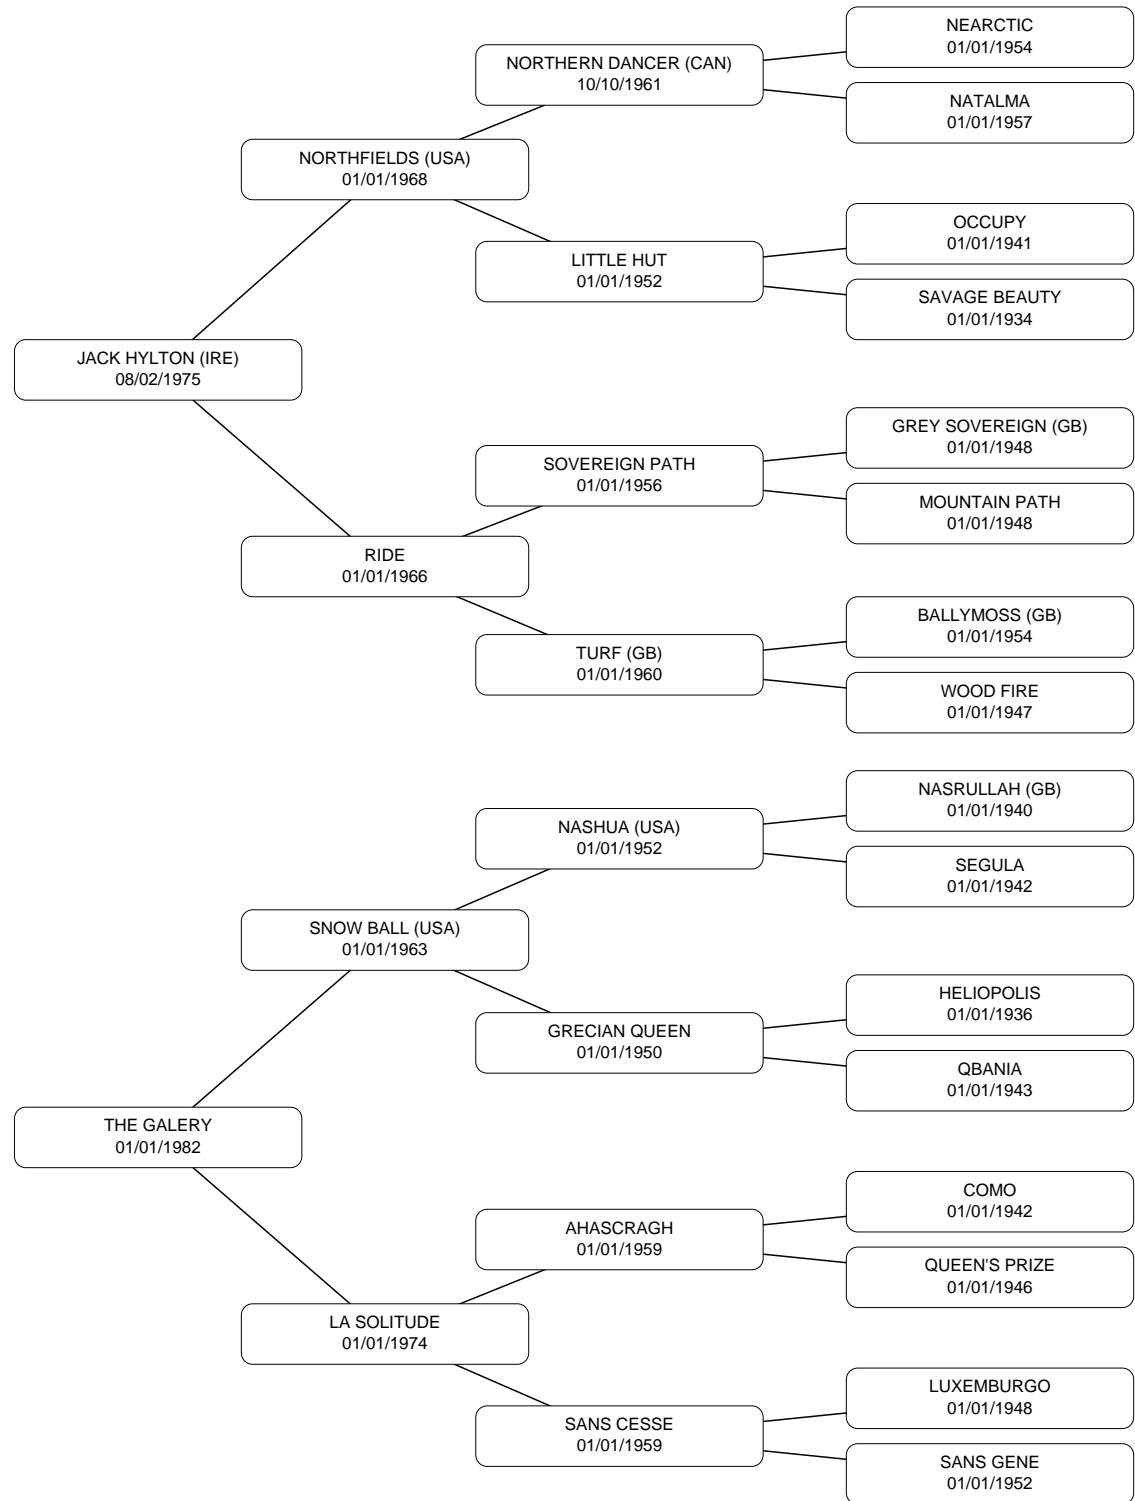 NEARCTIC
01/01/1954
NORTHERN DANCER (CAN)
10/10/1961
NATALMA
01/01/1957
NORTHFIELDS (USA)
01/01/1968
OCCUPY
01/01/1941
LITTLE HUT
01/01/1952
SAVAGE BEAUTY
01/01/1934
JACK HYLTON (IRE)
08/02/1975
GREY SOVEREIGN (GB)
01/01/1948
SOVEREIGN PATH
01/01/1956
MOUNTAIN PATH
01/01/1948
RIDE
01/01/1966
BALLYMOSS (GB)
01/01/1954
TURF (GB)
01/01/1960
WOOD FIRE
01/01/1947
NASRULLAH (GB)
01/01/1940
NASHUA (USA)
01/01/1952
SEGULA
01/01/1942
SNOW BALL (USA)
01/01/1963
HELIOPOLIS
01/01/1936
GRECIAN QUEEN
01/01/1950
QBANIA
01/01/1943
THE GALERY
01/01/1982
COMO
01/01/1942
AHASCRAGH
01/01/1959
QUEEN'S PRIZE
01/01/1946
LA SOLITUDE
01/01/1974
LUXEMBURGO
01/01/1948
SANS CESSE
01/01/1959
SANS GENE
01/01/1952